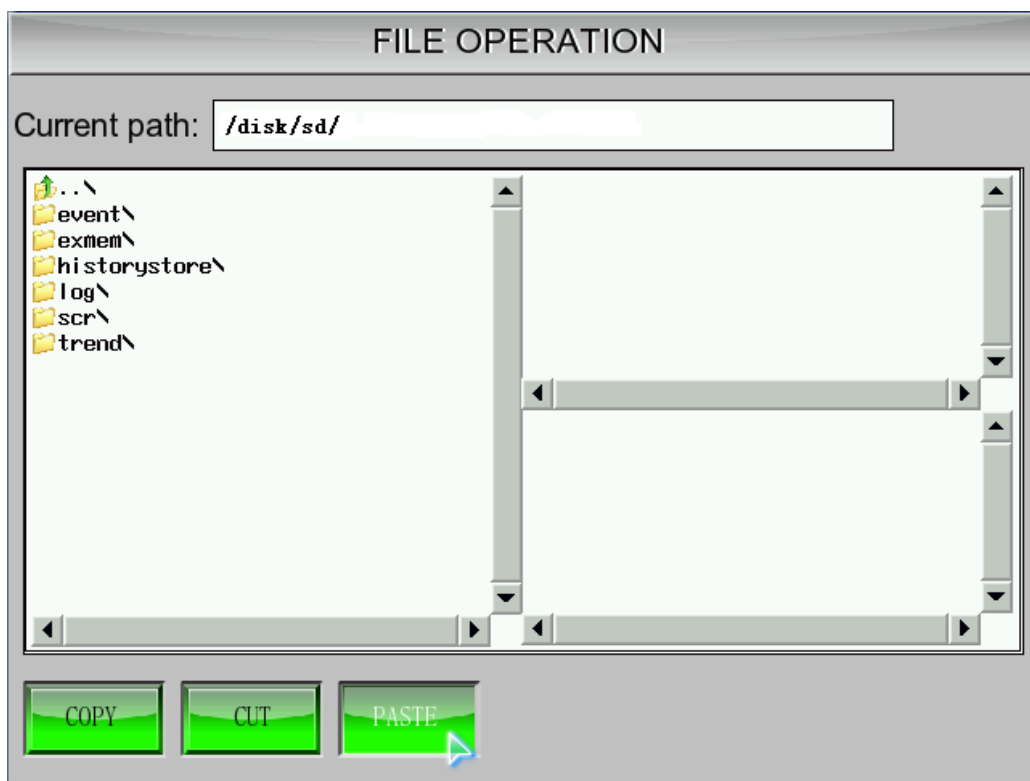 FILE OPERATION
Current path: /disk/sd/
..\
event\
exmem\
historystore\
log\
scr\
trend\
COPY CUT PASTE